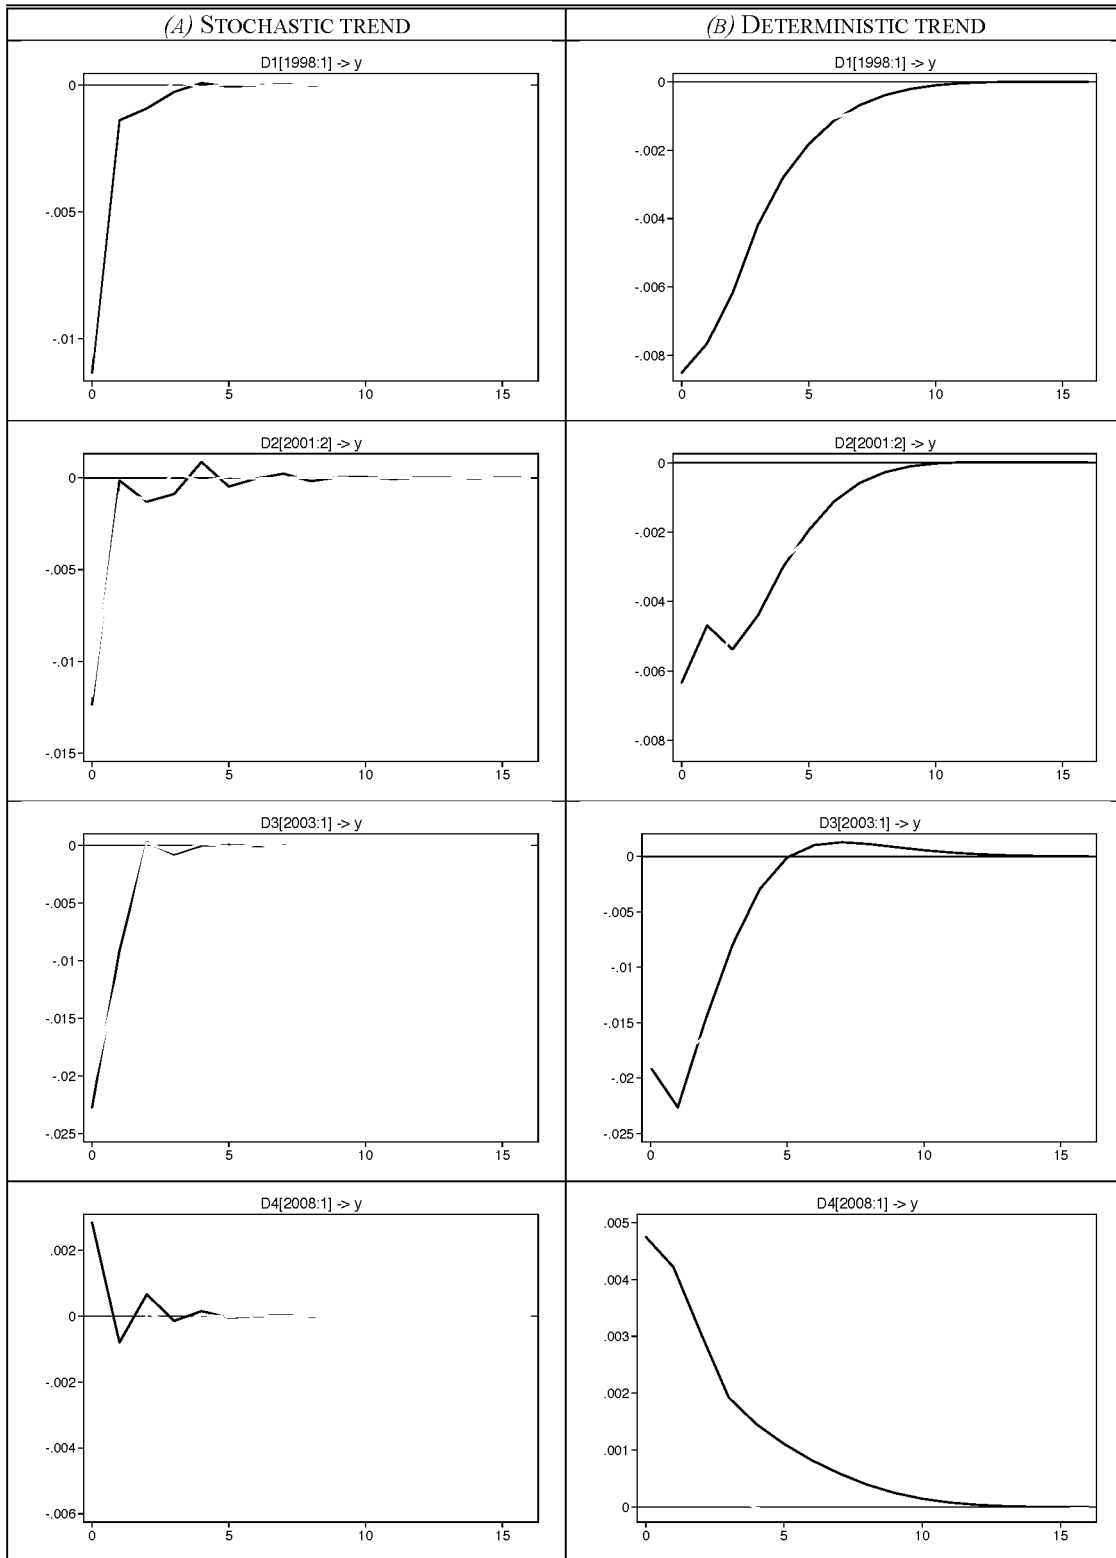 (A) STOCHASTIC TREND
(B) DETERMINISTIC TREND
D1[1998:1] -> y
0
-.005
-.01
0 5 10 15
D1[1998:1] -> y
0
-.002
-.004
-.006
-.008
0 5 10 15
D2[2001:2] -> y
0
-.005
-.01
-.015
0 5 10 15
D2[2001:2] -> y
0
-.002
-.004
-.006
-.008
0 5 10 15
D3[2003:1] -> y
0
-.005
-.01
-.015
-.02
-.025
0 5 10 15
D3[2003:1] -> y
0
-.005
-.01
-.015
-.02
-.025
0 5 10 15
D4[2008:1] -> y
.002
0
-.002
-.004
-.006
0 5 10 15
D4[2008:1] -> y
.005
.004
.003
.002
.001
0
0 5 10 15